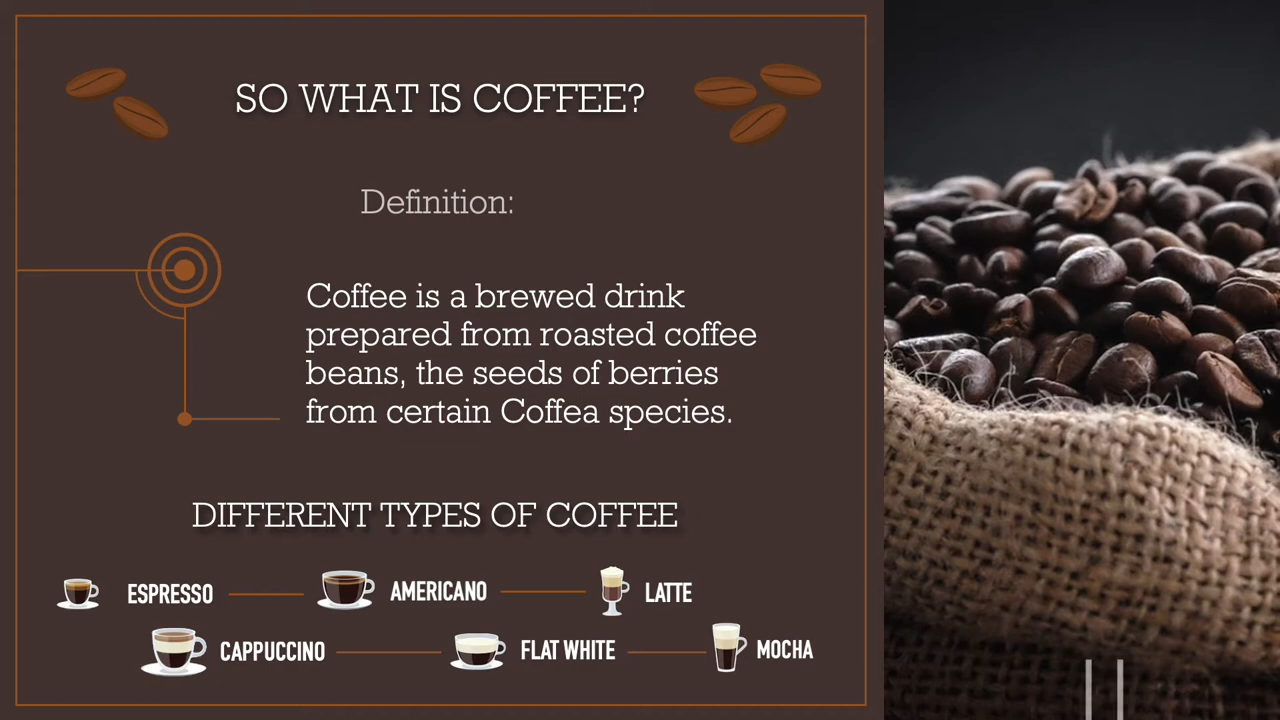 SO WHAT IS COFFEE?
Definition:
Coffee is a brewed drink
prepared from roasted coffee
beans, the seeds of berries
from certain Coffea species.
DIFFERENT TYPES OF COFFEE
ESPRESSO AMERICANO LATTE
CAPPUCCINO FLAT WHITE MOCHA